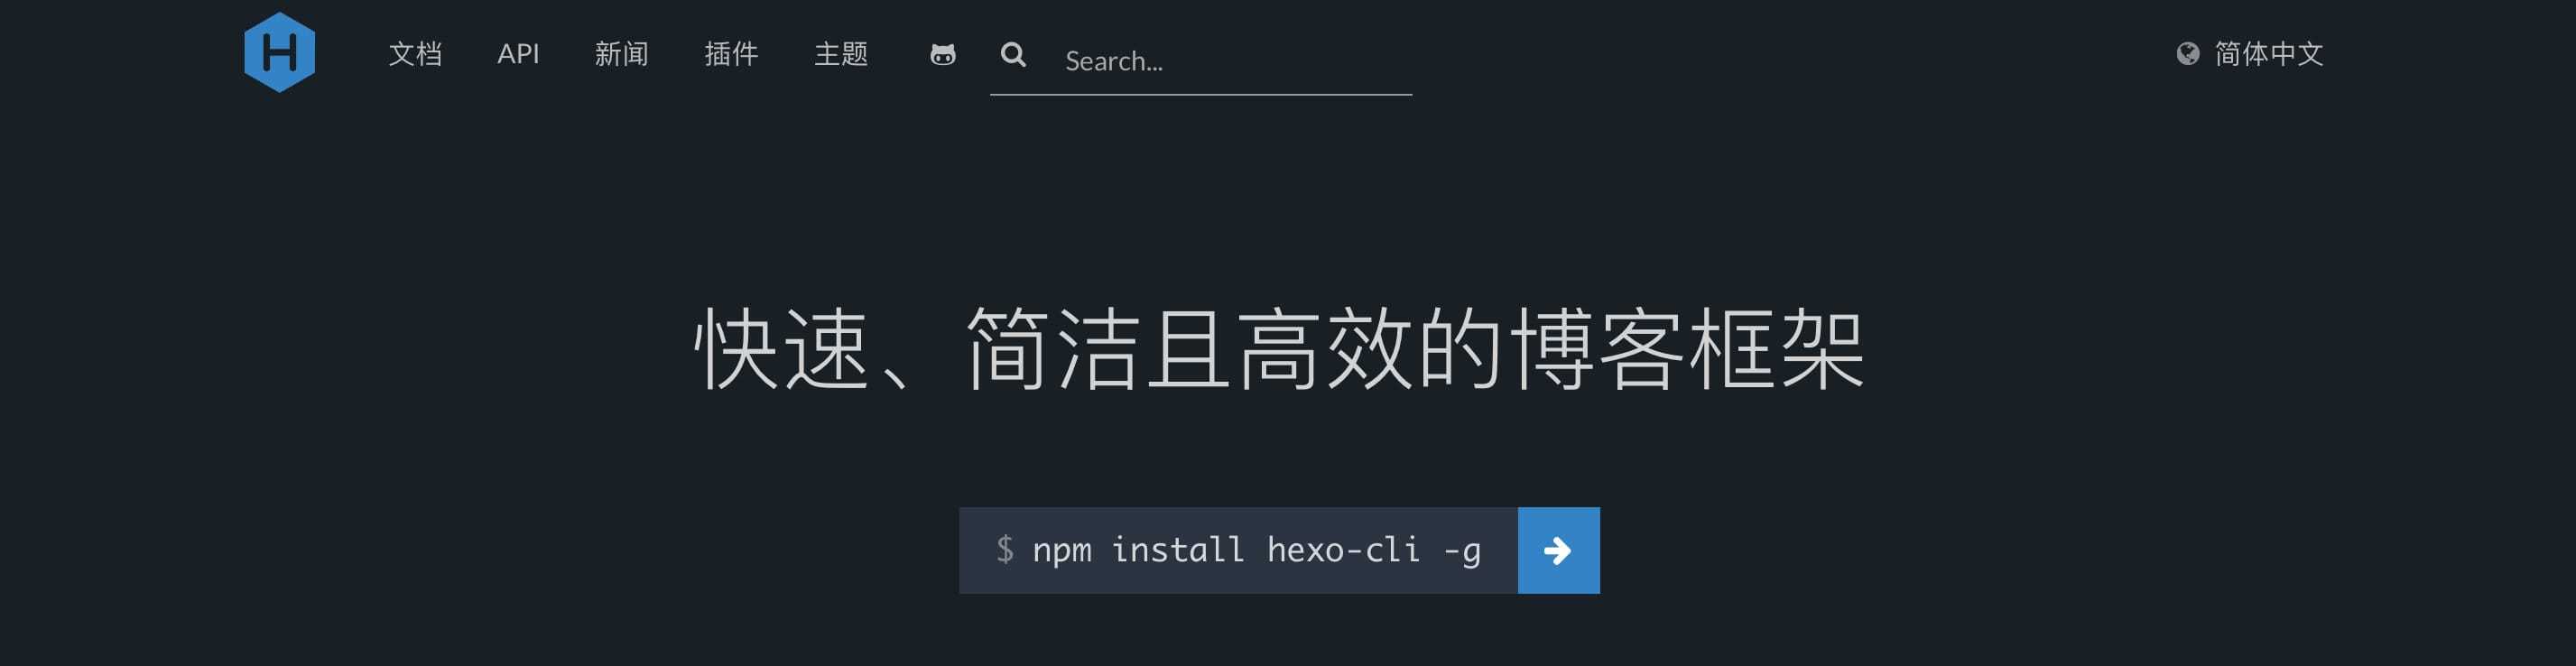 H 文档 API 新闻 插件 主题 Search... 简体中文
快速、简洁且高效的博客框架
$ npm install hexo-cli -g